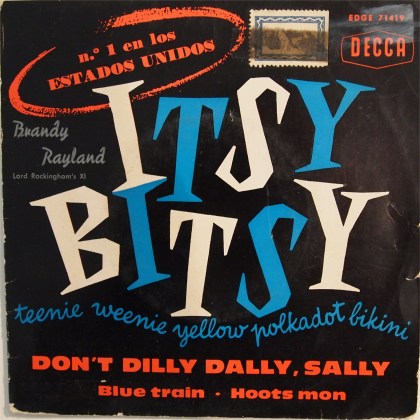 n.º 1 en los
ESTADOS UNIDOS
EDGE 71419
DECCA
Brandy
Rayland
Lord Rockingham's XI
ITSY
BITSY
teenie weenie yellow polkadot bikini
DON'T DILLY DALLY, SALLY
Blue train · Hoots mon